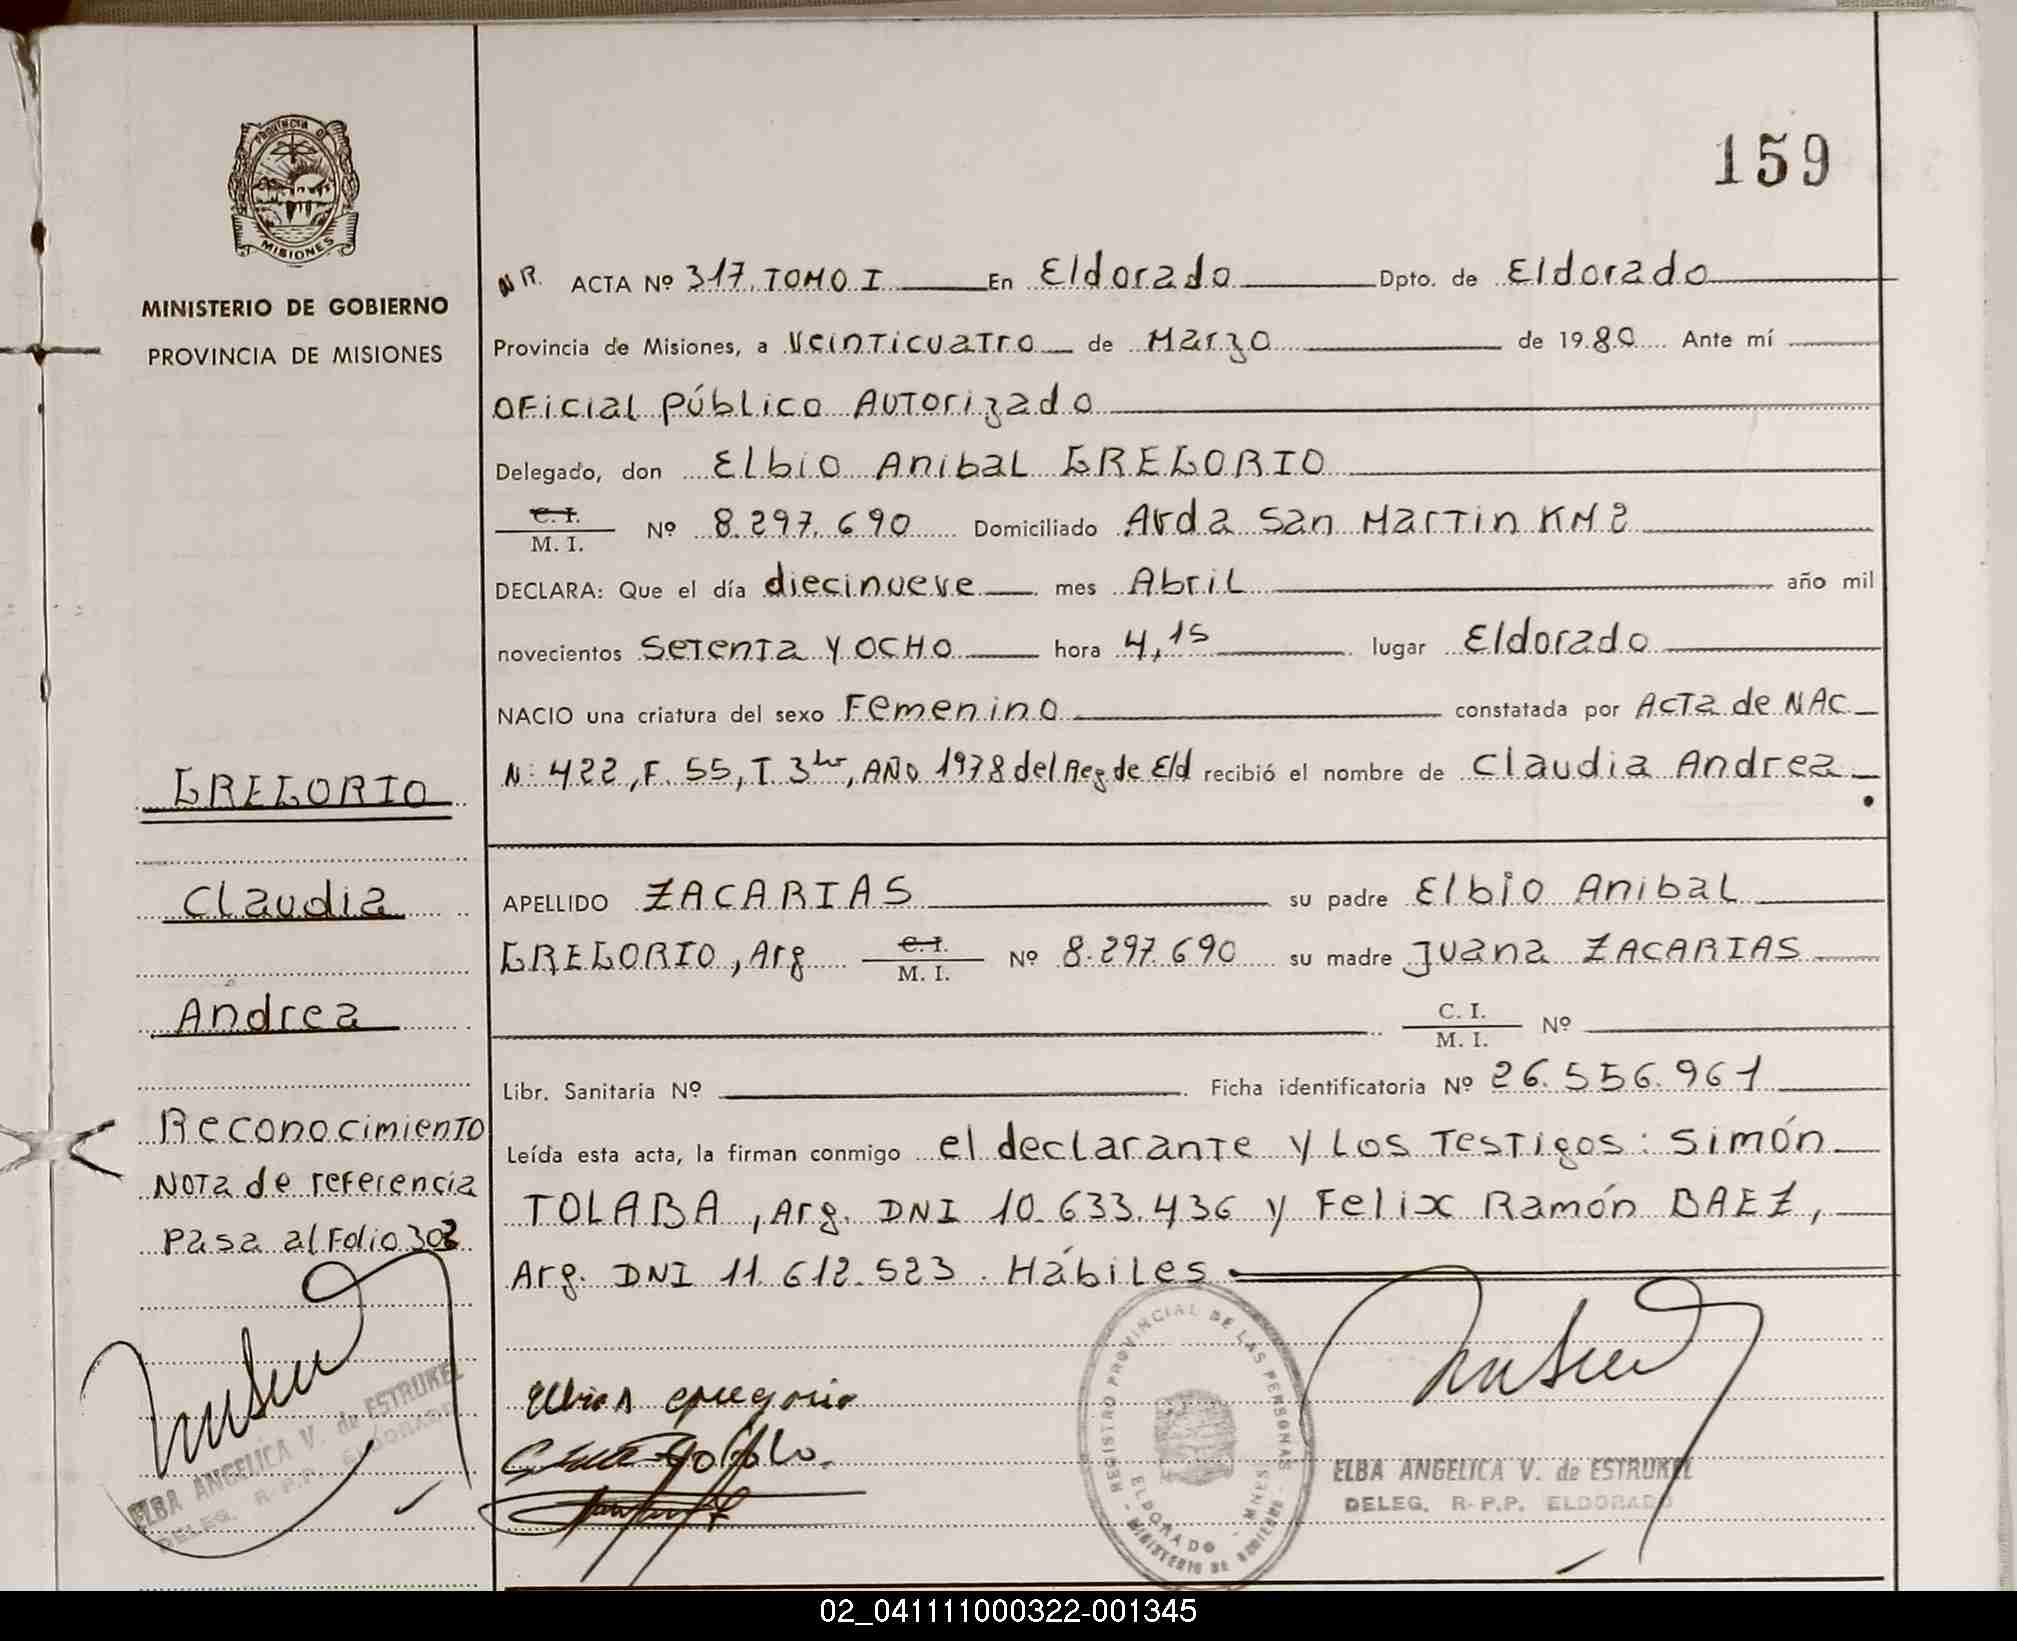 PROVINCIA DE
MISIONES
MINISTERIO DE GOBIERNO
PROVINCIA DE MISIONES
159
NR. ACTA Nº 317. TOMO I En Eldorado Dpto. de Eldorado
Provincia de Misiones, a Veinticuatro de Marzo de 1980 Ante mí
Oficial Público Autorizado
Delegado, don Elbio Anibal GREGORIO
C. I. / M. I. Nº 8.297.690 Domiciliado Avda San Martin KM 2
DECLARA: Que el día diecinueve mes Abril año mil
novecientos setenta y ocho hora 4,15 lugar Eldorado
NACIO una criatura del sexo Femenino constatada por Acta de NAC
N: 422, F. 55, T. 3, AÑO 1978 del Reg de Eld recibió el nombre de Claudia Andrea
GREGORIO
Claudia
Andrea
APELLIDO ZACARIAS su padre Elbio Anibal
GREGORIO, Arg C. I. / M. I. Nº 8.297.690 su madre Juana ZACARIAS
C. I. / M. I. Nº
Libr. Sanitaria Nº Ficha identificatoria Nº 26.556.961
Reconocimiento
Nota de referencia
Pasa al Folio 303
Leída esta acta, la firman conmigo el declarante y los testigos: Simón
TOLABA, Arg. DNI 10.633.436 y Felix Ramón BAEZ,
Arg. DNI 11.612.523. Hábiles
REGISTRO PROVINCIAL DE LAS PERSONAS
ELDORADO - MNES
- MINISTERIO DE GOBIERNO -
ELBA ANGELICA V. de ESTRUKEL
DELEG. R.P.P. ELDORADO
ELBA ANGELICA V. de ESTRUKEL
DELEG. R.P.P. ELDORADO
02_041111000322-001345